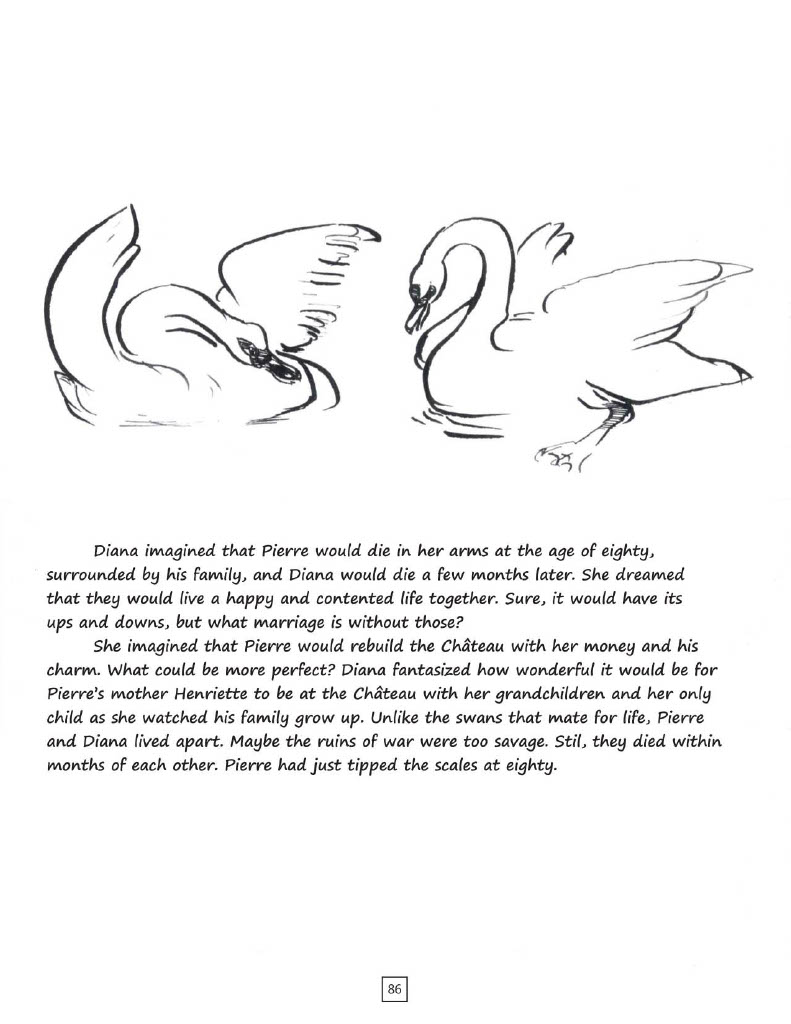 Diana imagined that Pierre would die in her arms at the age of eighty,
surrounded by his family, and Diana would die a few months later. She dreamed
that they would live a happy and contented life together. Sure, it would have its
ups and downs, but what marriage is without those?
She imagined that Pierre would rebuild the Château with her money and his
charm. What could be more perfect? Diana fantasized how wonderful it would be for
Pierre's mother Henriette to be at the Château with her grandchildren and her only
child as she watched his family grow up. Unlike the swans that mate for life, Pierre
and Diana lived apart. Maybe the ruins of war were too savage. Stil, they died within
months of each other. Pierre had just tipped the scales at eighty.
86